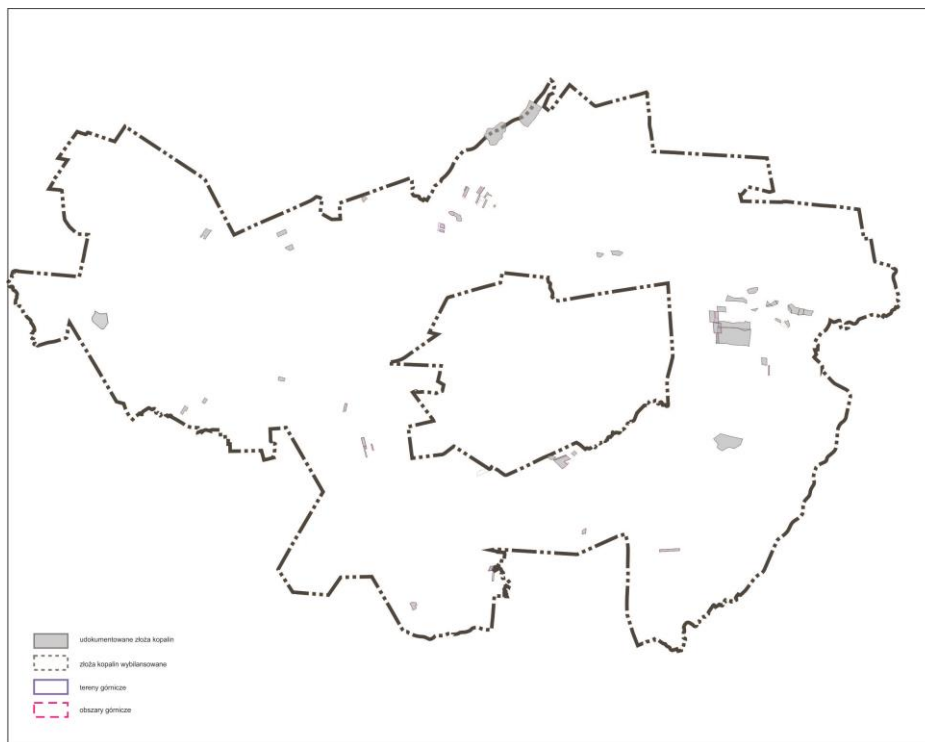 udokumentowane złoża kopalin
złoża kopalin wybilansowane
tereny górnicze
obszary górnicze